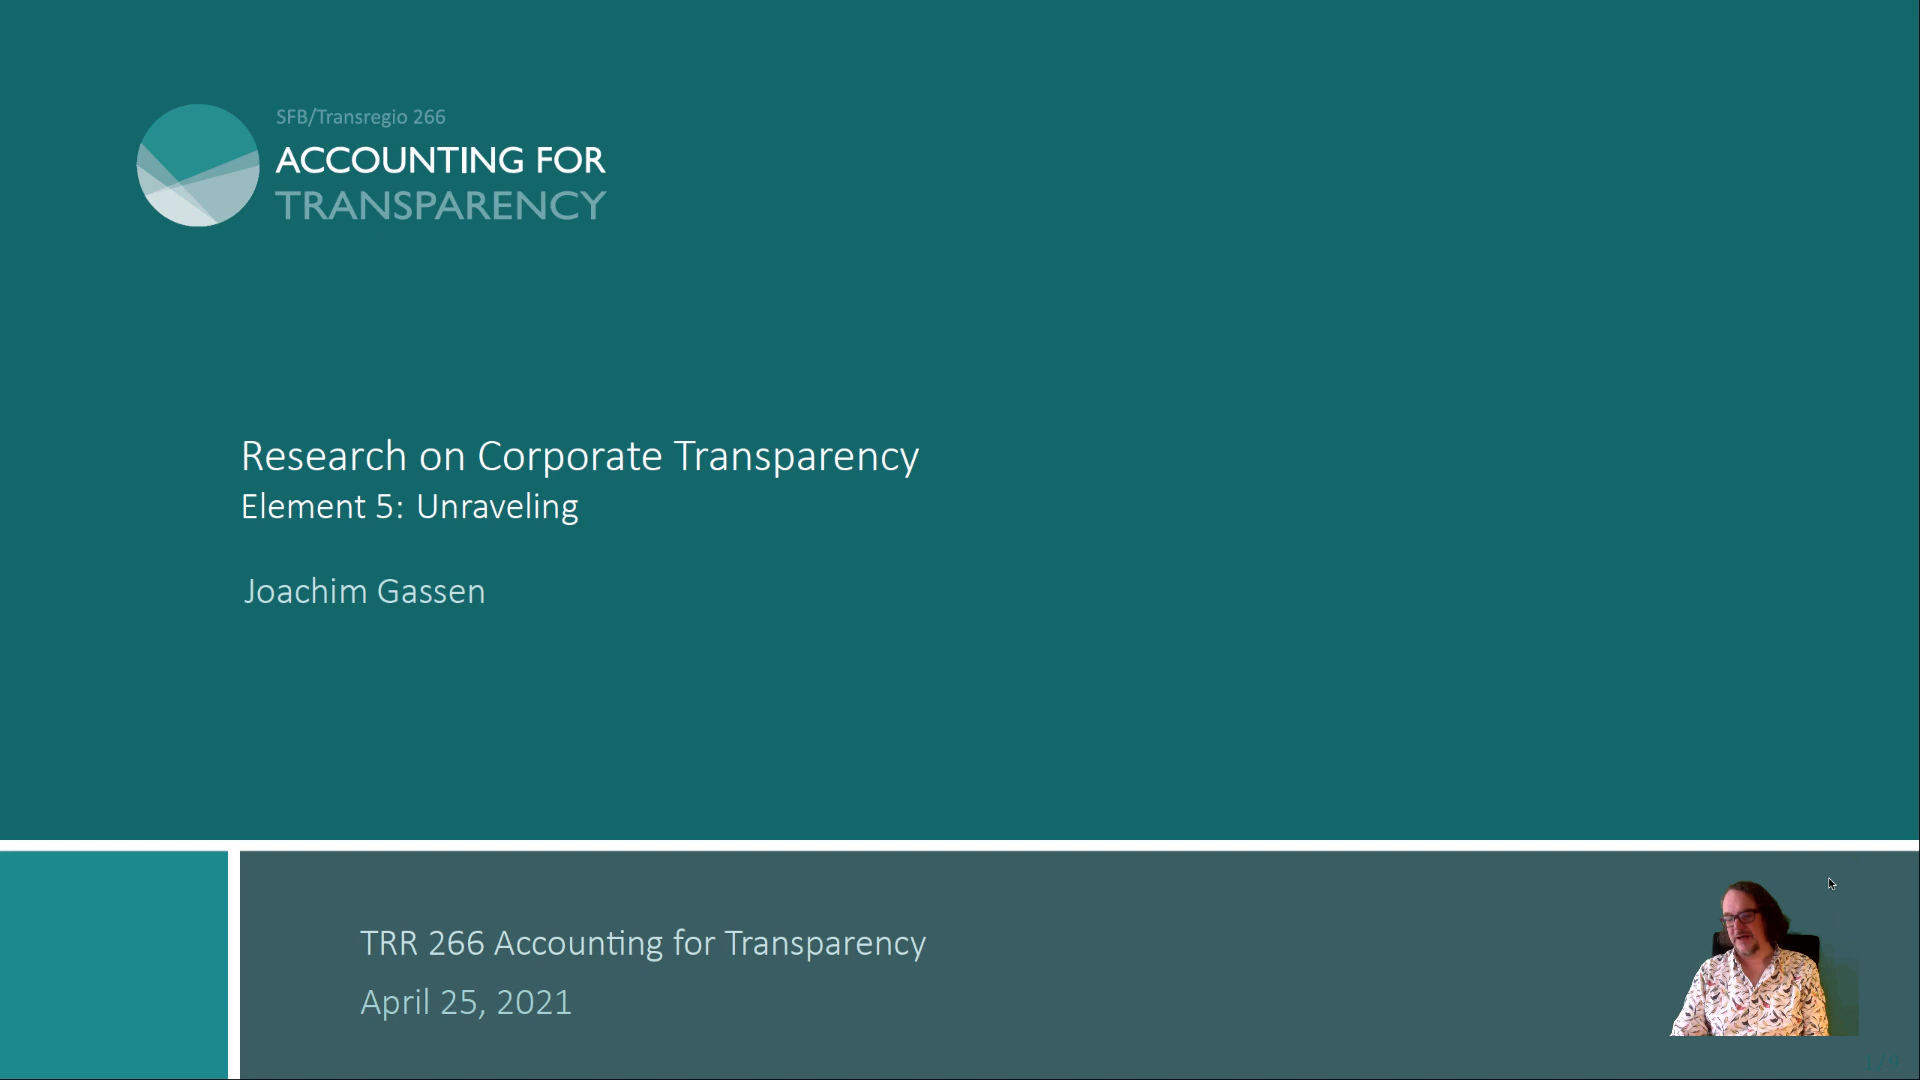 SFB/Transregio 266
ACCOUNTING FOR
TRANSPARENCY
Research on Corporate Transparency
Element 5: Unraveling
Joachim Gassen
TRR 266 Accounting for Transparency
April 25, 2021